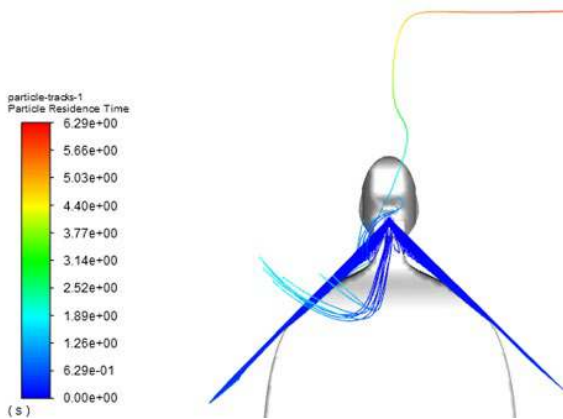 particle-tracks-1
Particle Residence Time
6.29e+00
5.66e+00
5.03e+00
4.40e+00
3.77e+00
3.14e+00
2.52e+00
1.89e+00
1.26e+00
6.29e-01
0.00e+00
(s)